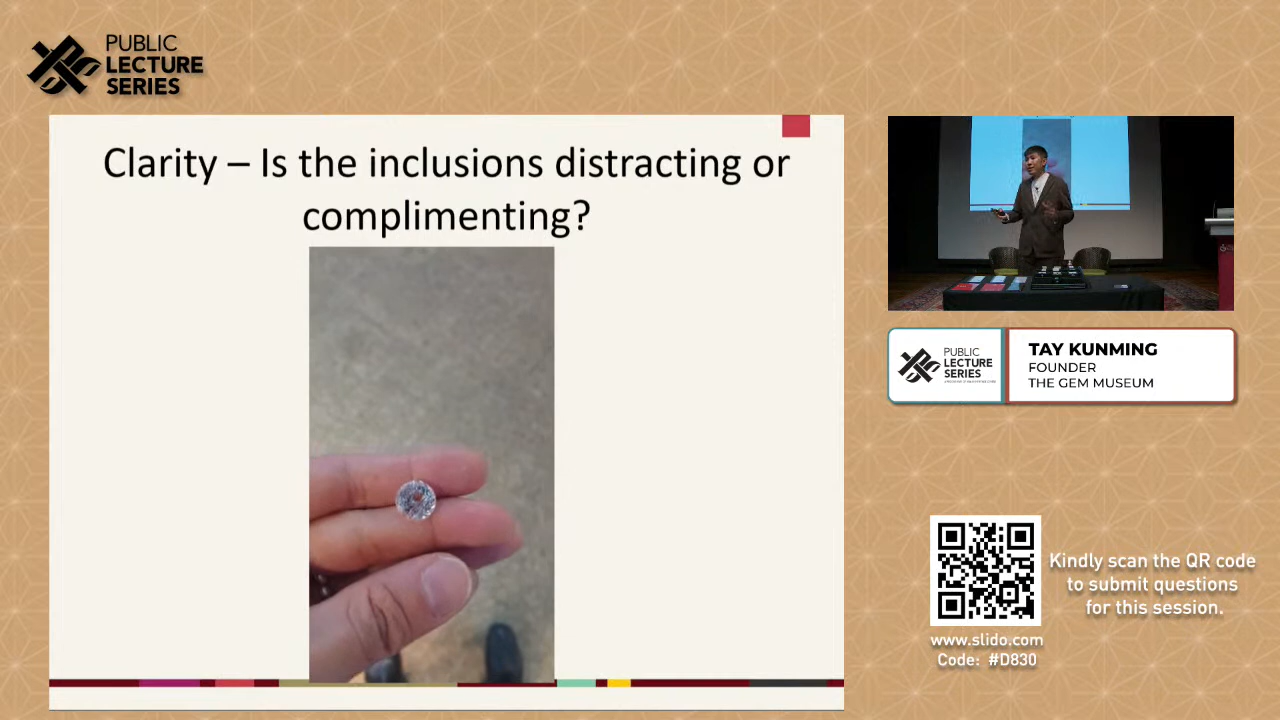 PUBLIC
LECTURE
SERIES
Clarity – Is the inclusions distracting or
complimenting?
PUBLIC
LECTURE
SERIES
TAY KUNMING
FOUNDER
THE GEM MUSEUM
Kindly scan the QR code
to submit questions
for this session.
www.slido.com
Code: #D830